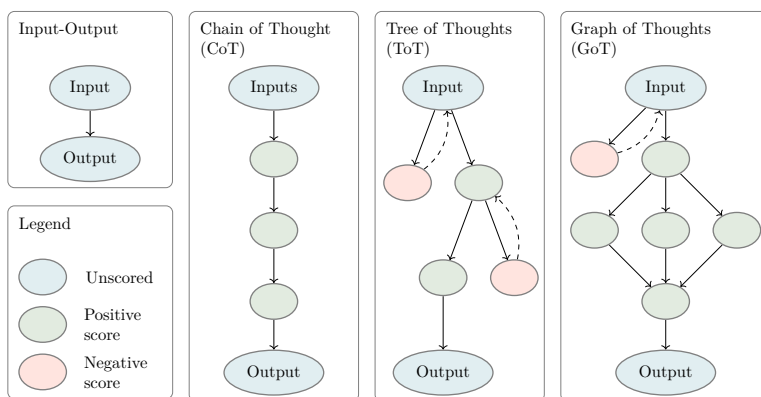 Input-Output
Input
Output
Legend
Unscored
Positive
score
Negative
score
Chain of Thought
(CoT)
Inputs
Output
Tree of Thoughts
(ToT)
Input
Output
Graph of Thoughts
(GoT)
Input
Output